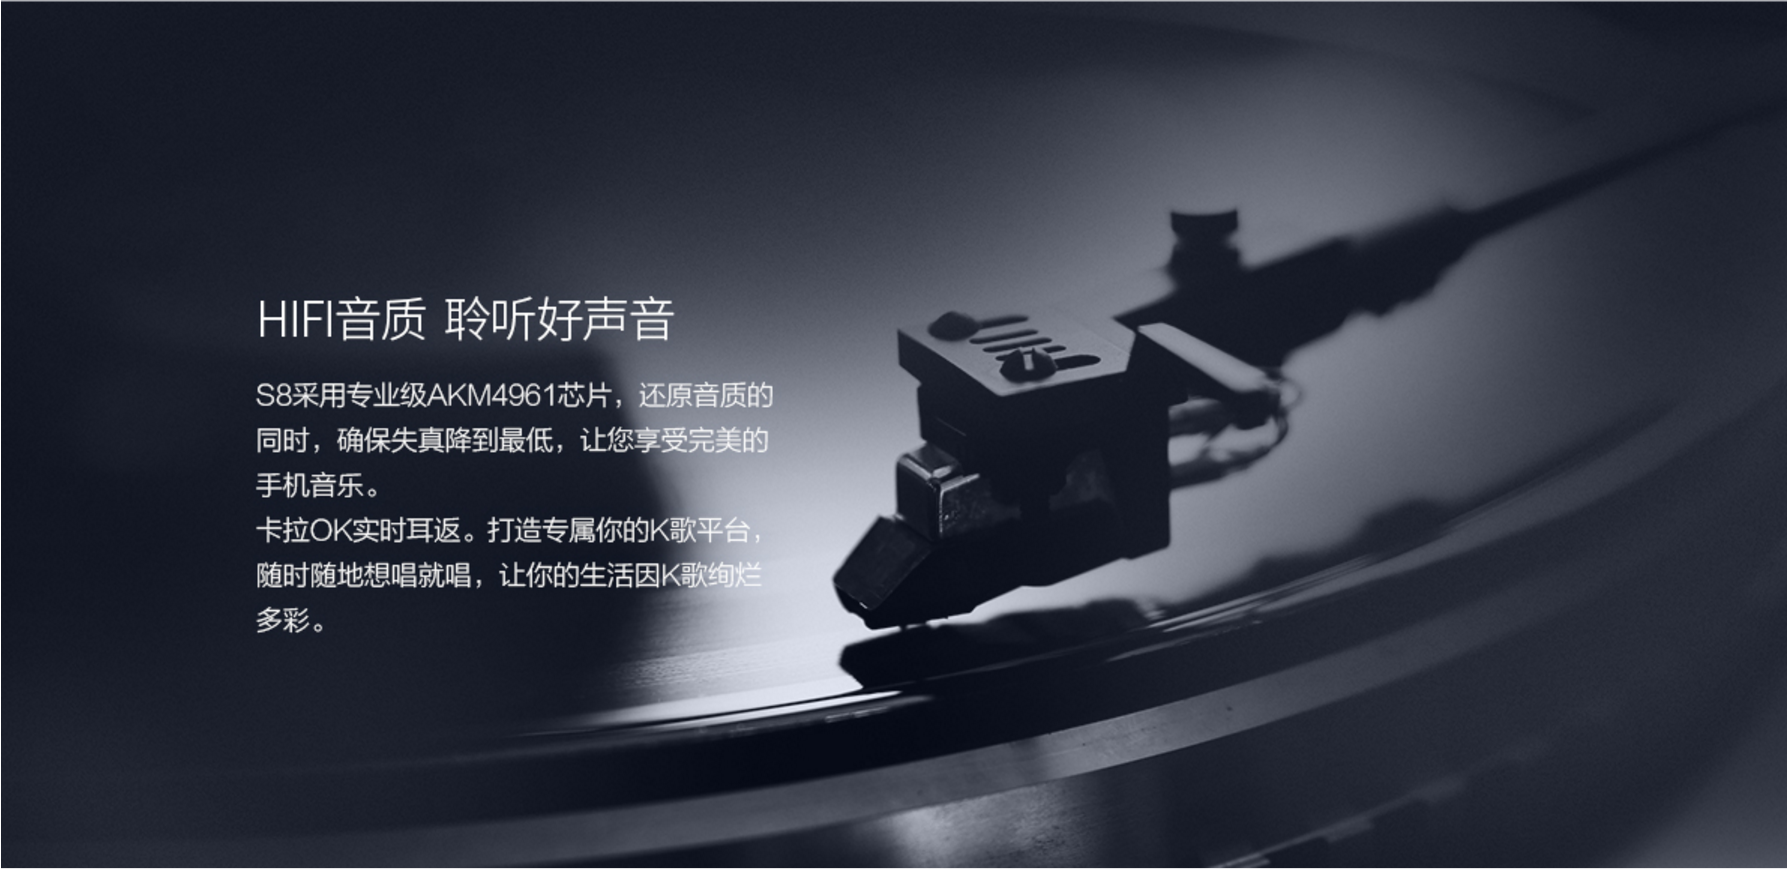 HIFI音质 聆听好声音
S8采用专业级AKM4961芯片，还原音质的
同时，确保失真降到最低，让您享受完美的
手机音乐。
卡拉OK实时耳返。打造专属你的K歌平台，
随时随地想唱就唱，让你的生活因K歌绚烂
多彩。